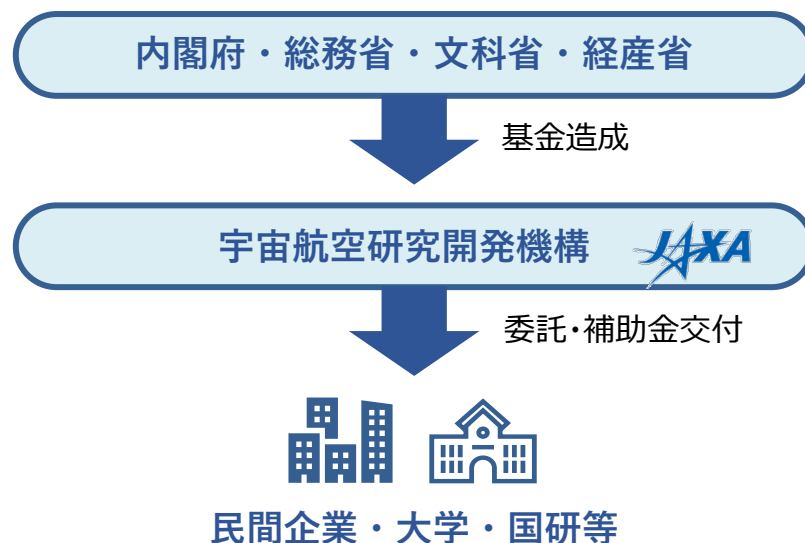 内閣府・総務省・文科省・経産省
基金造成
宇宙航空研究開発機構 JAXA
委託・補助金交付
民間企業・大学・国研等